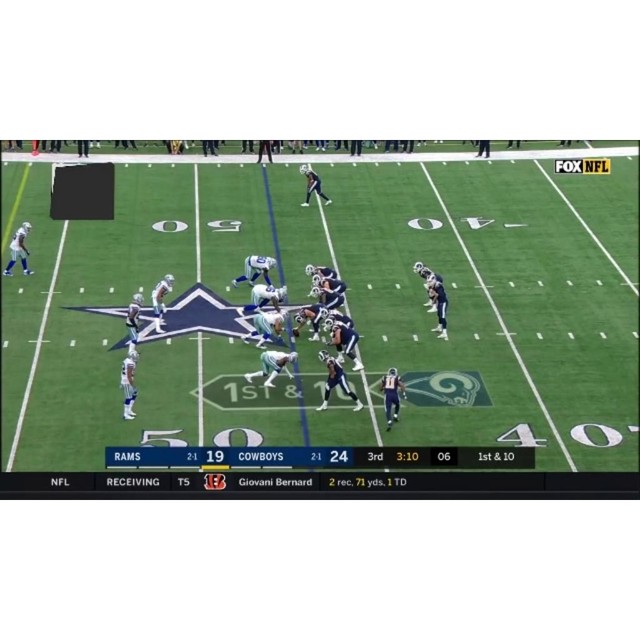 FOX NFL
50
40
1ST & 10
50
40
RAMS 2-1 19 COWBOYS 2-1 24 3rd 3:10 06 1st & 10
NFL RECEIVING T5 Giovani Bernard 2 rec, 71 yds, 1 TD